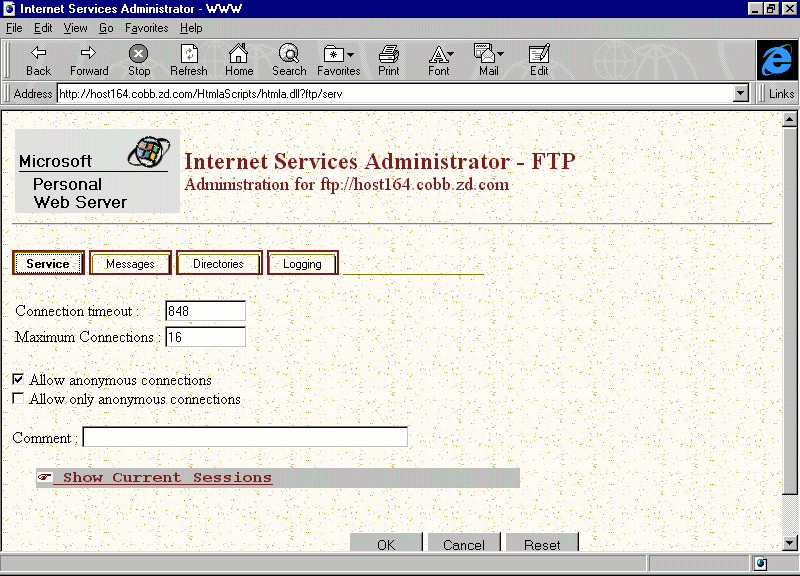 Internet Services Administrator - WWW
File Edit View Go Favorites Help
Back Forward Stop Refresh Home Search Favorites Print Font Mail Edit
Address http://host164.cobb.zd.com/HtmlaScripts/htmla.dll?ftp/serv Links
Microsoft
Personal
Web Server
Internet Services Administrator - FTP
Administration for ftp://host164.cobb.zd.com
Service Messages Directories Logging
Connection timeout : 848
Maximum Connections : 16
Allow anonymous connections
Allow only anonymous connections
Comment :
Show Current Sessions
OK Cancel Reset